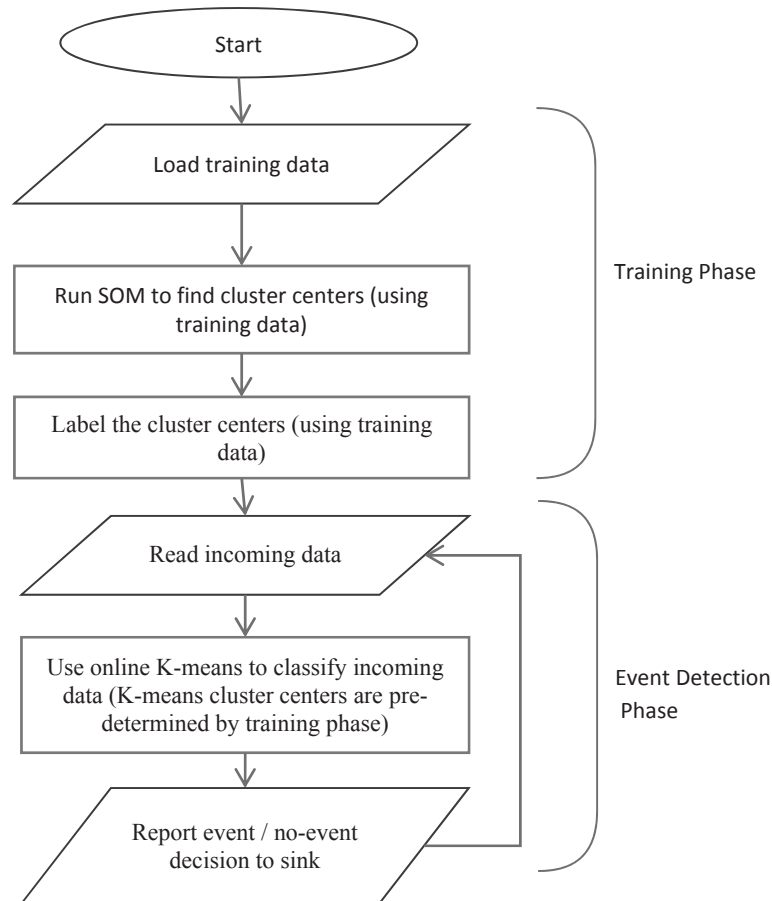 Start
Load training data
Training Phase
Run SOM to find cluster centers (using
training data)
Label the cluster centers (using training
data)
Read incoming data
Use online K-means to classify incoming
data (K-means cluster centers are pre-
determined by training phase)
Event Detection
Phase
Report event / no-event
decision to sink